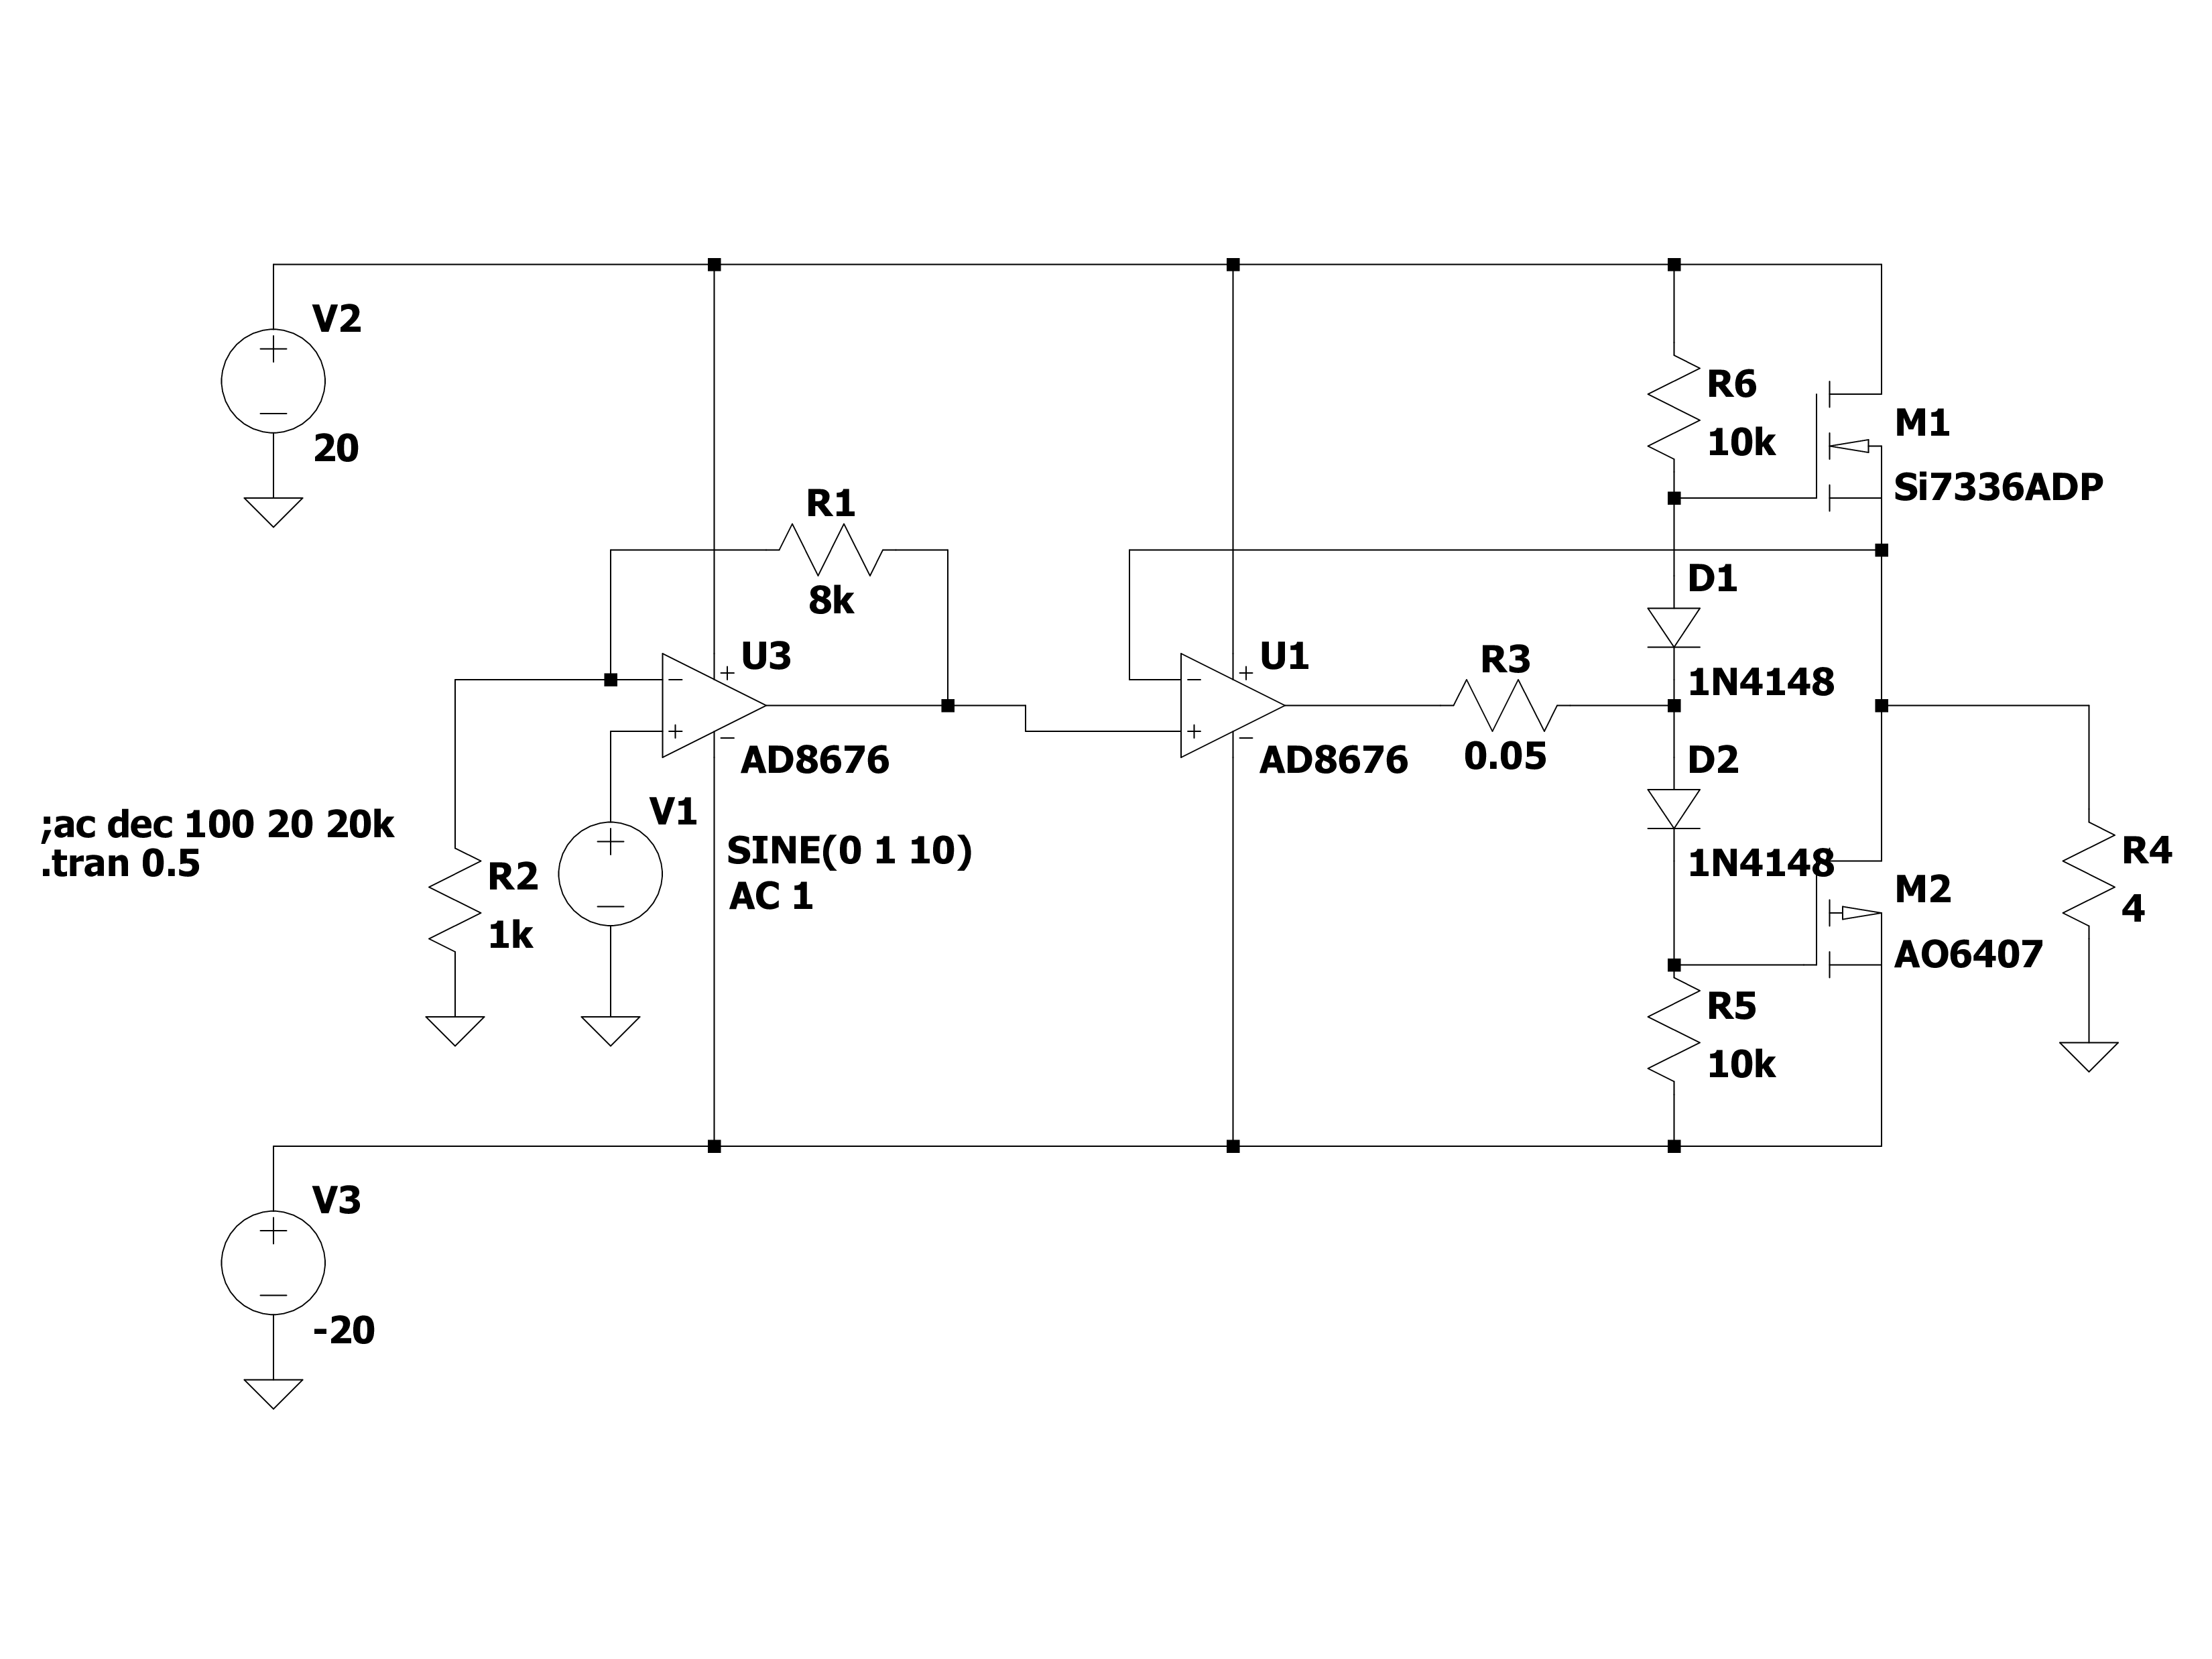 V2
20
R6
10k
M1
Si7336ADP
R1
8k
D1
1N4148
U3
AD8676
U1
AD8676
R3
0.05
D2
1N4148
V1
SINE(0 1 10)
AC 1
;ac dec 100 20 20k
.tran 0.5
R2
1k
M2
AO6407
R4
4
R5
10k
V3
-20